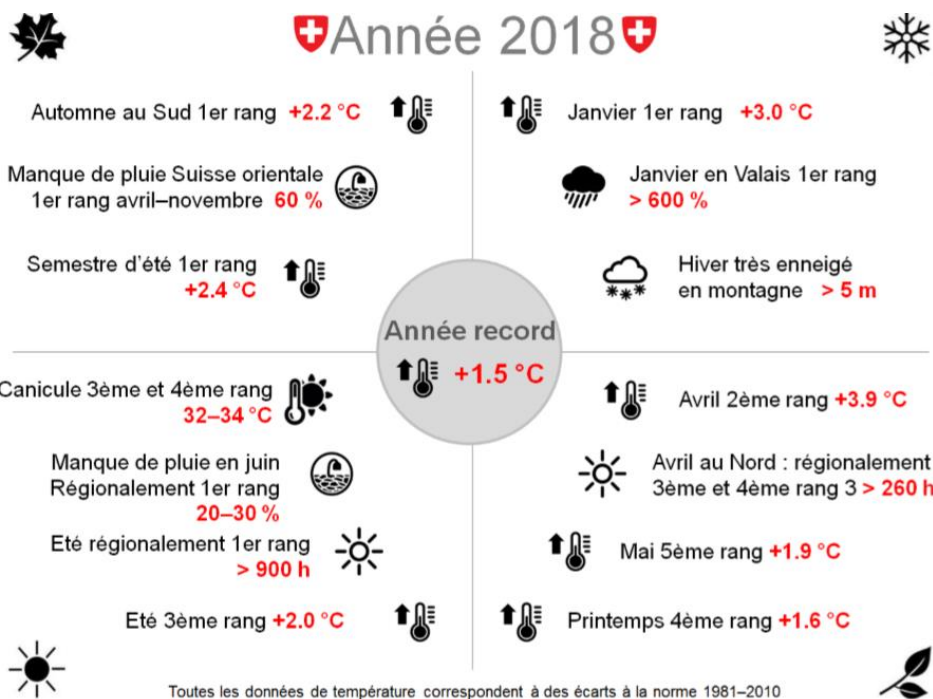 Année 2018
Automne au Sud 1er rang +2.2 °C
Manque de pluie Suisse orientale
1er rang avril–novembre 60 %
Semestre d'été 1er rang
+2.4 °C
Janvier 1er rang +3.0 °C
Janvier en Valais 1er rang
> 600 %
Hiver très enneigé
en montagne > 5 m
Année record
+1.5 °C
Canicule 3ème et 4ème rang
32–34 °C
Manque de pluie en juin
Régionalement 1er rang
20–30 %
Eté régionalement 1er rang
> 900 h
Eté 3ème rang +2.0 °C
Avril 2ème rang +3.9 °C
Avril au Nord : régionalement
3ème et 4ème rang 3 > 260 h
Mai 5ème rang +1.9 °C
Printemps 4ème rang +1.6 °C
Toutes les données de température correspondent à des écarts à la norme 1981–2010